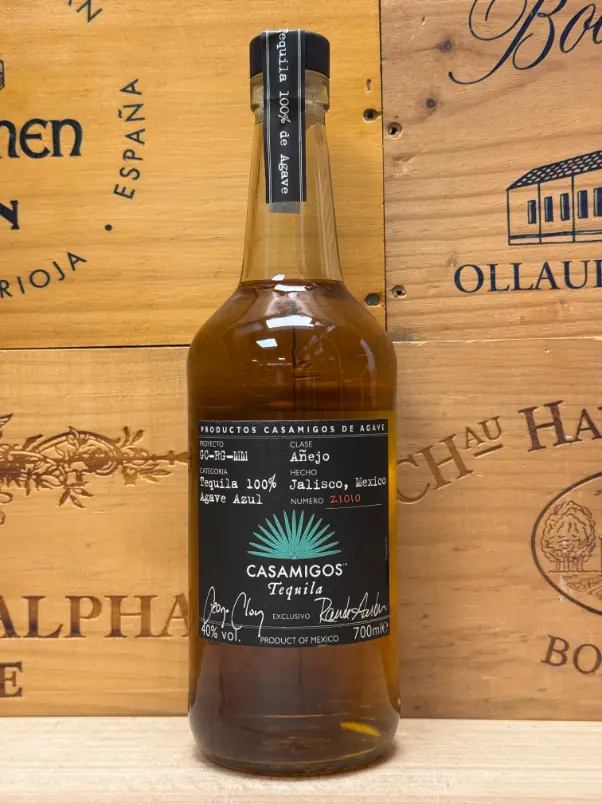 Tequila 100% de Agave
PRODUCTOS CASAMIGOS DE AGAVE
PROYECTO
GC-RG-MM
CLASE
Añejo
CATEGORIA
Tequila 100%
Agave Azul
HECHO
Jalisco, Mexico
NUMERO 21010
CASAMIGOS
Tequila
EXCLUSIVO
40% vol.
PRODUCT OF MEXICO
700ml
ESPAÑA
RIOJA
OLLAU
CHAU HA
ALPHA
BO